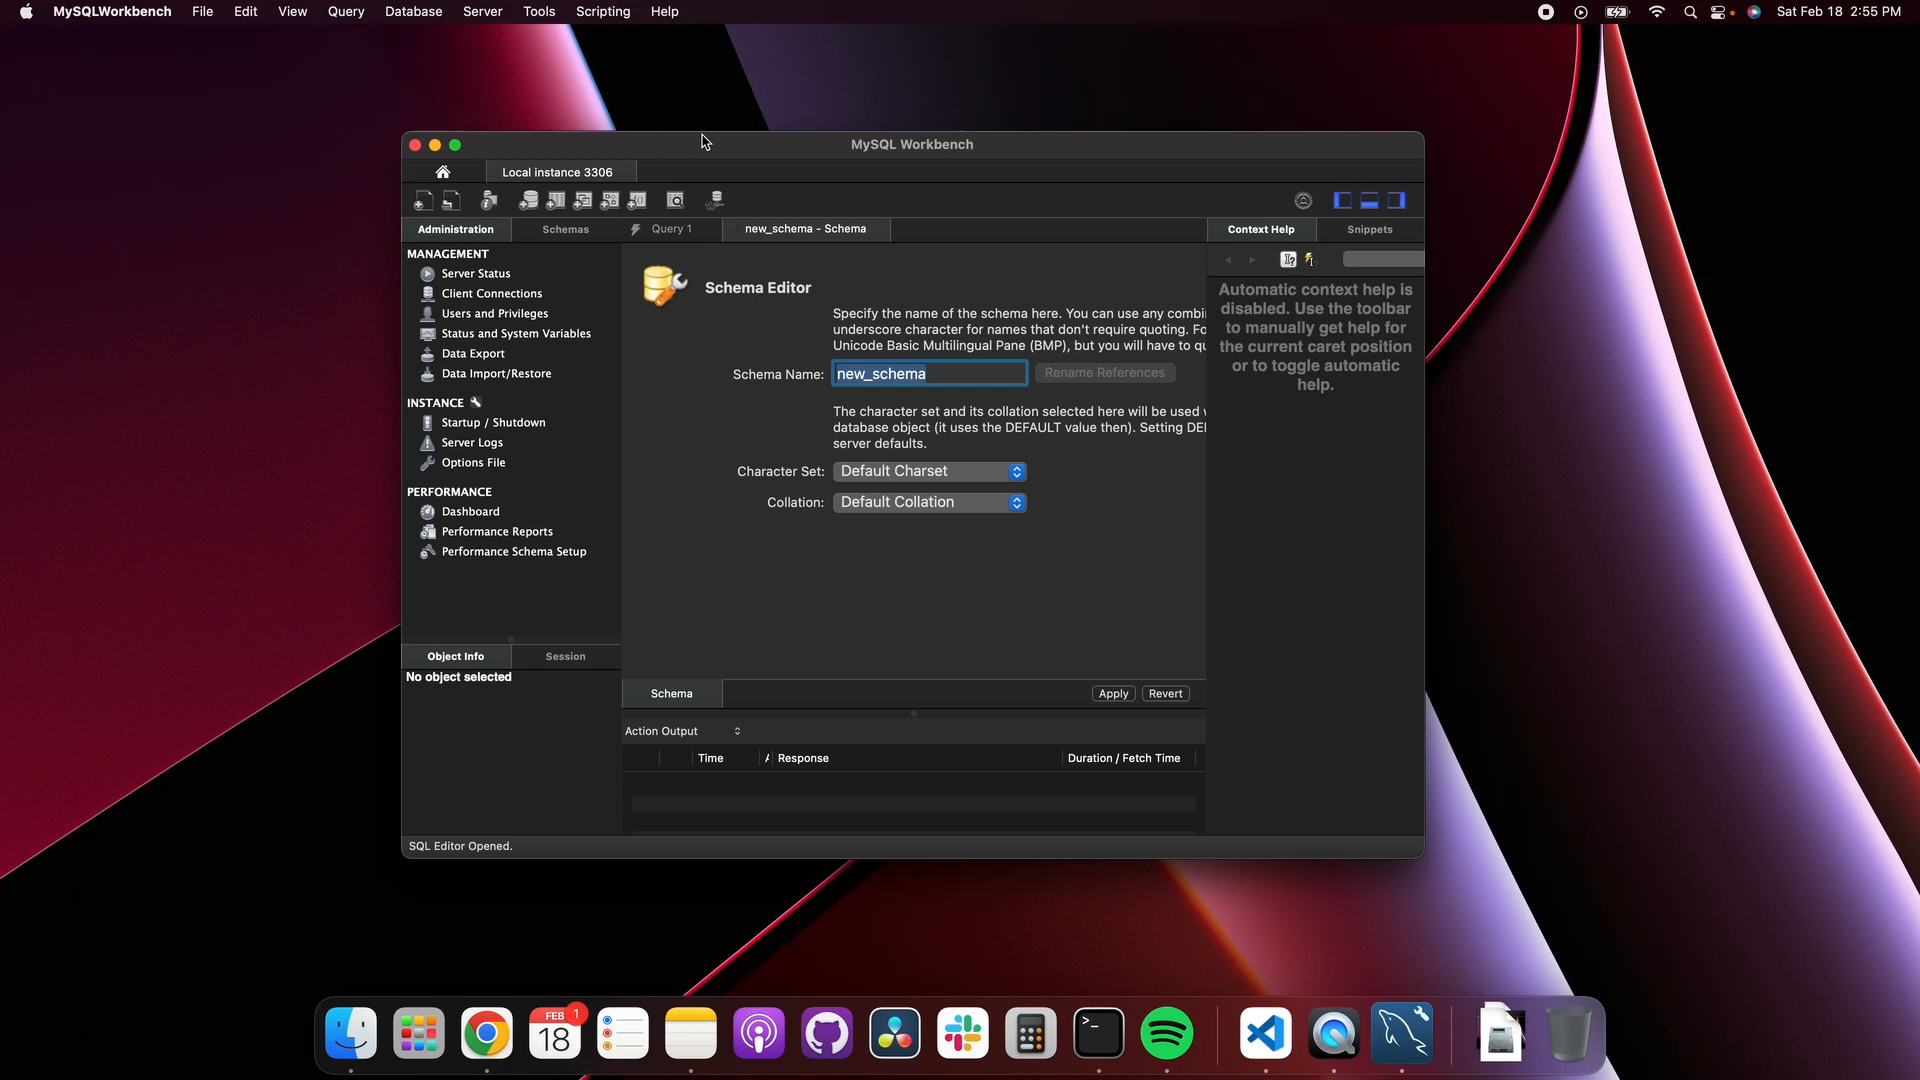 MySQLWorkbench File Edit View Query Database Server Tools Scripting Help
Sat Feb 18 2:55 PM
MySQL Workbench
Local instance 3306
Administration Schemas
Query 1 new_schema - Schema
Context Help Snippets
MANAGEMENT
Server Status
Client Connections
Users and Privileges
Status and System Variables
Data Export
Data Import/Restore
INSTANCE
Startup / Shutdown
Server Logs
Options File
PERFORMANCE
Dashboard
Performance Reports
Performance Schema Setup
Object Info Session
No object selected
Schema Editor
Specify the name of the schema here. You can use any combi
underscore character for names that don't require quoting. Fo
Unicode Basic Multilingual Pane (BMP), but you will have to qu
Schema Name: new_schema Rename References
The character set and its collation selected here will be used
database object (it uses the DEFAULT value then). Setting DE
server defaults.
Character Set: Default Charset
Collation: Default Collation
Schema Apply Revert
Action Output
Time A Response Duration / Fetch Time
Automatic context help is
disabled. Use the toolbar
to manually get help for
the current caret position
or to toggle automatic
help.
SQL Editor Opened.
FEB 1
18